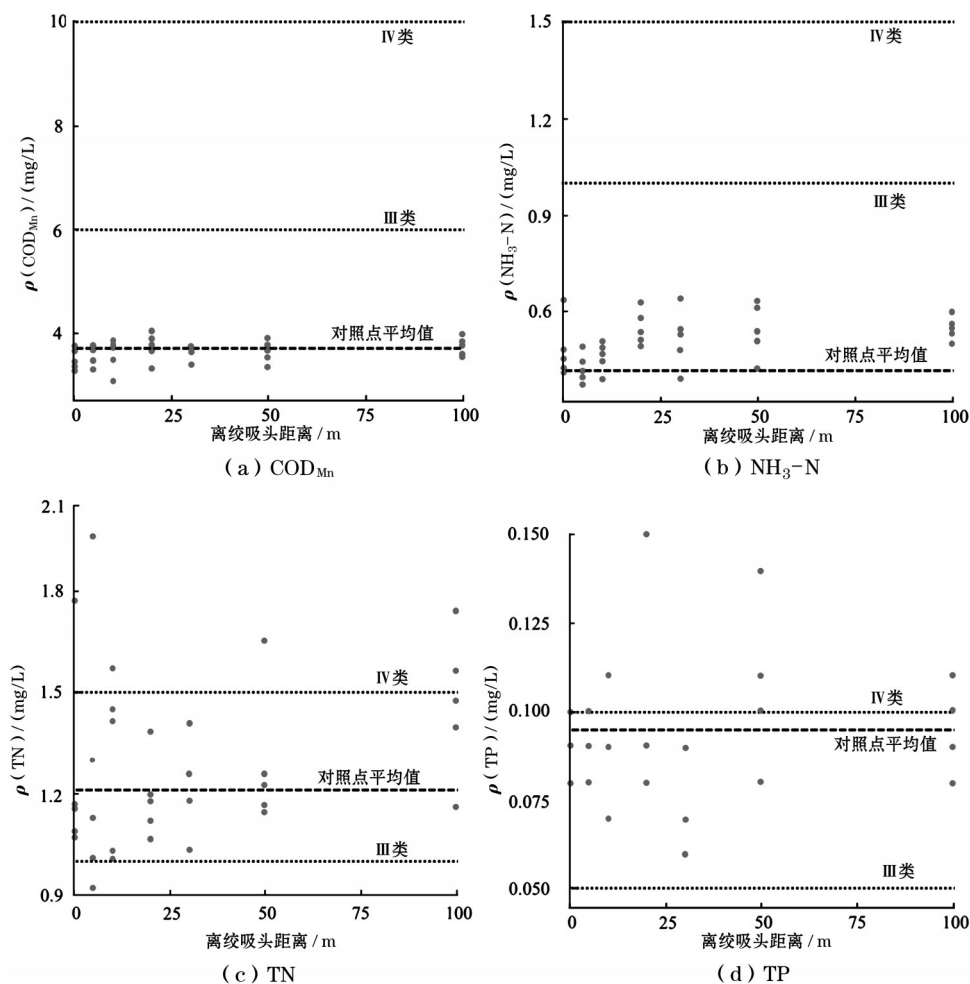 10
8
6
4
0
25
50
75
100
ρ(COD_Mn)/(mg/L)
Ⅳ类
Ⅲ类
对照点平均值
离绞吸头距离/m
(a) COD_Mn
1.5
1.2
0.9
0.6
0
25
50
75
100
ρ(NH₃-N)/(mg/L)
Ⅳ类
Ⅲ类
对照点平均值
离绞吸头距离/m
(b) NH₃-N
2.1
1.8
1.5
1.2
0.9
0
25
50
75
100
ρ(TN)/(mg/L)
Ⅳ类
对照点平均值
Ⅲ类
离绞吸头距离/m
(c) TN
0.150
0.125
0.100
0.075
0.050
0
25
50
75
100
ρ(TP)/(mg/L)
Ⅳ类
对照点平均值
Ⅲ类
离绞吸头距离/m
(d) TP